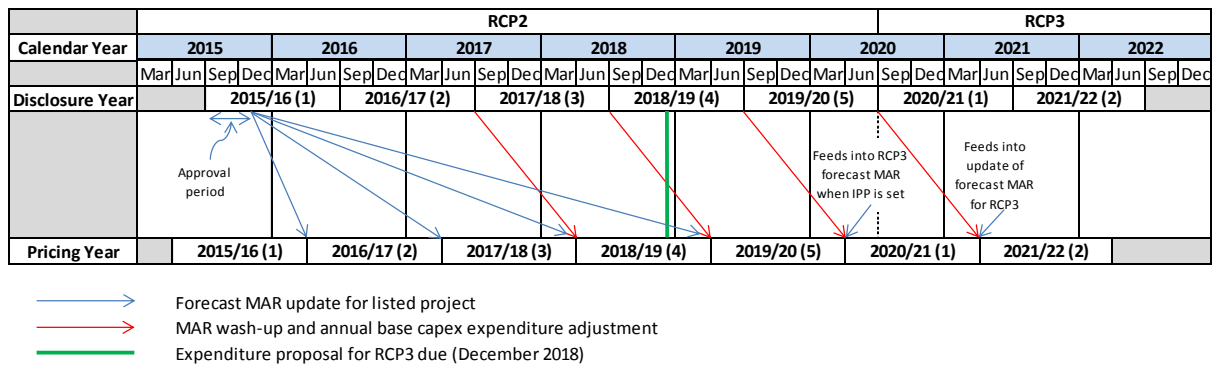 RCP2 RCP3
Calendar Year 2015 2016 2017 2018 2019 2020 2021 2022
Mar Jun Sep Dec Mar Jun Sep Dec Mar Jun Sep Dec Mar Jun Sep Dec Mar Jun Sep Dec Mar Jun Sep Dec Mar Jun Sep Dec Mar Jun Sep Dec
Disclosure Year 2015/16 (1) 2016/17 (2) 2017/18 (3) 2018/19 (4) 2019/20 (5) 2020/21 (1) 2021/22 (2)
Approval
period
Feeds into RCP3
forecast MAR
when IPP is set
Feeds into
update of
forecast MAR
for RCP3
Pricing Year 2015/16 (1) 2016/17 (2) 2017/18 (3) 2018/19 (4) 2019/20 (5) 2020/21 (1) 2021/22 (2)
Forecast MAR update for listed project
MAR wash-up and annual base capex expenditure adjustment
Expenditure proposal for RCP3 due (December 2018)